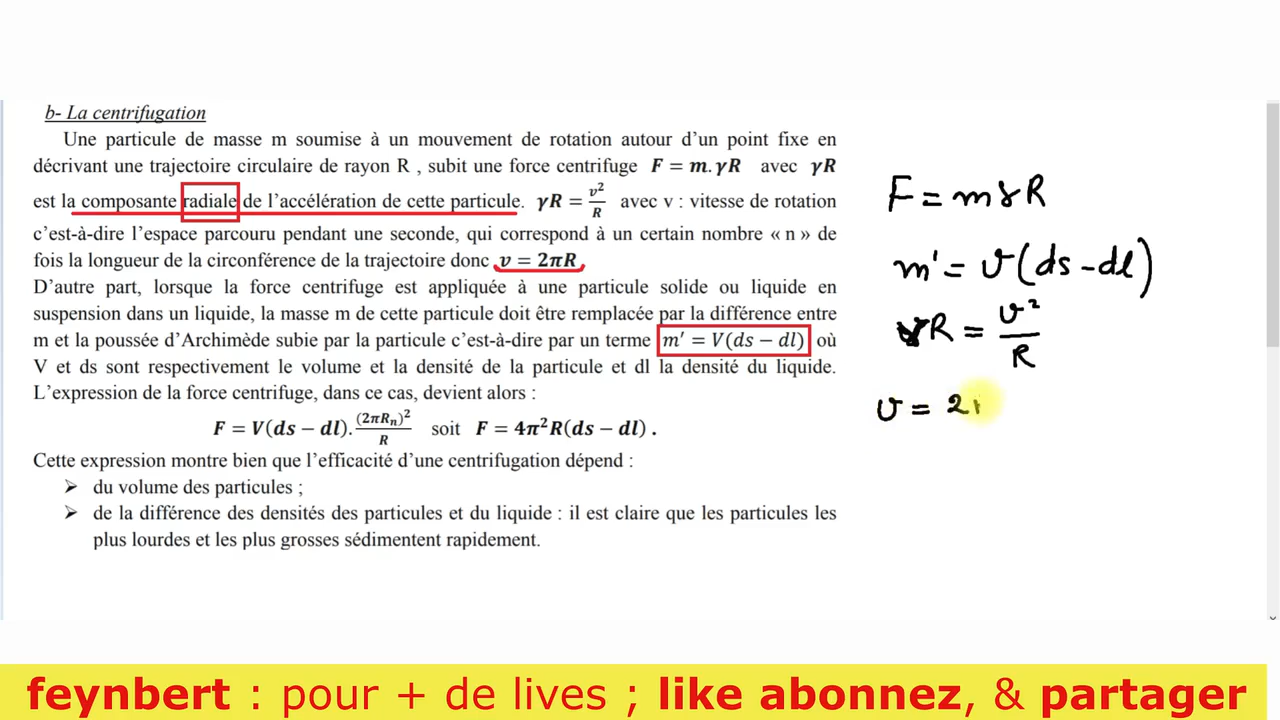 b- La centrifugation
Une particule de masse m soumise à un mouvement de rotation autour d’un point fixe en
décrivant une trajectoire circulaire de rayon R , subit une force centrifuge F = m.γR avec γR
est la composante radiale de l’accélération de cette particule. γR = v²/R avec v : vitesse de rotation
c’est-à-dire l’espace parcouru pendant une seconde, qui correspond à un certain nombre « n » de
fois la longueur de la circonférence de la trajectoire donc v = 2πR,
D’autre part, lorsque la force centrifuge est appliquée à une particule solide ou liquide en
suspension dans un liquide, la masse m de cette particule doit être remplacée par la différence entre
m et la poussée d’Archimède subie par la particule c’est-à-dire par un terme m′ = V(ds − dl) où
V et ds sont respectivement le volume et la densité de la particule et dl la densité du liquide.
L’expression de la force centrifuge, dans ce cas, devient alors :
F = V(ds − dl).(2πRₙ)²/R soit F = 4π²R(ds − dl) .
Cette expression montre bien que l’efficacité d’une centrifugation dépend :
➢ du volume des particules ;
➢ de la différence des densités des particules et du liquide : il est claire que les particules les
plus lourdes et les plus grosses sédimentent rapidement.
F = mγR
m' = v(ds - dl)
γR = v²/R
v = 2
feynbert : pour + de lives ; like abonnez, & partager